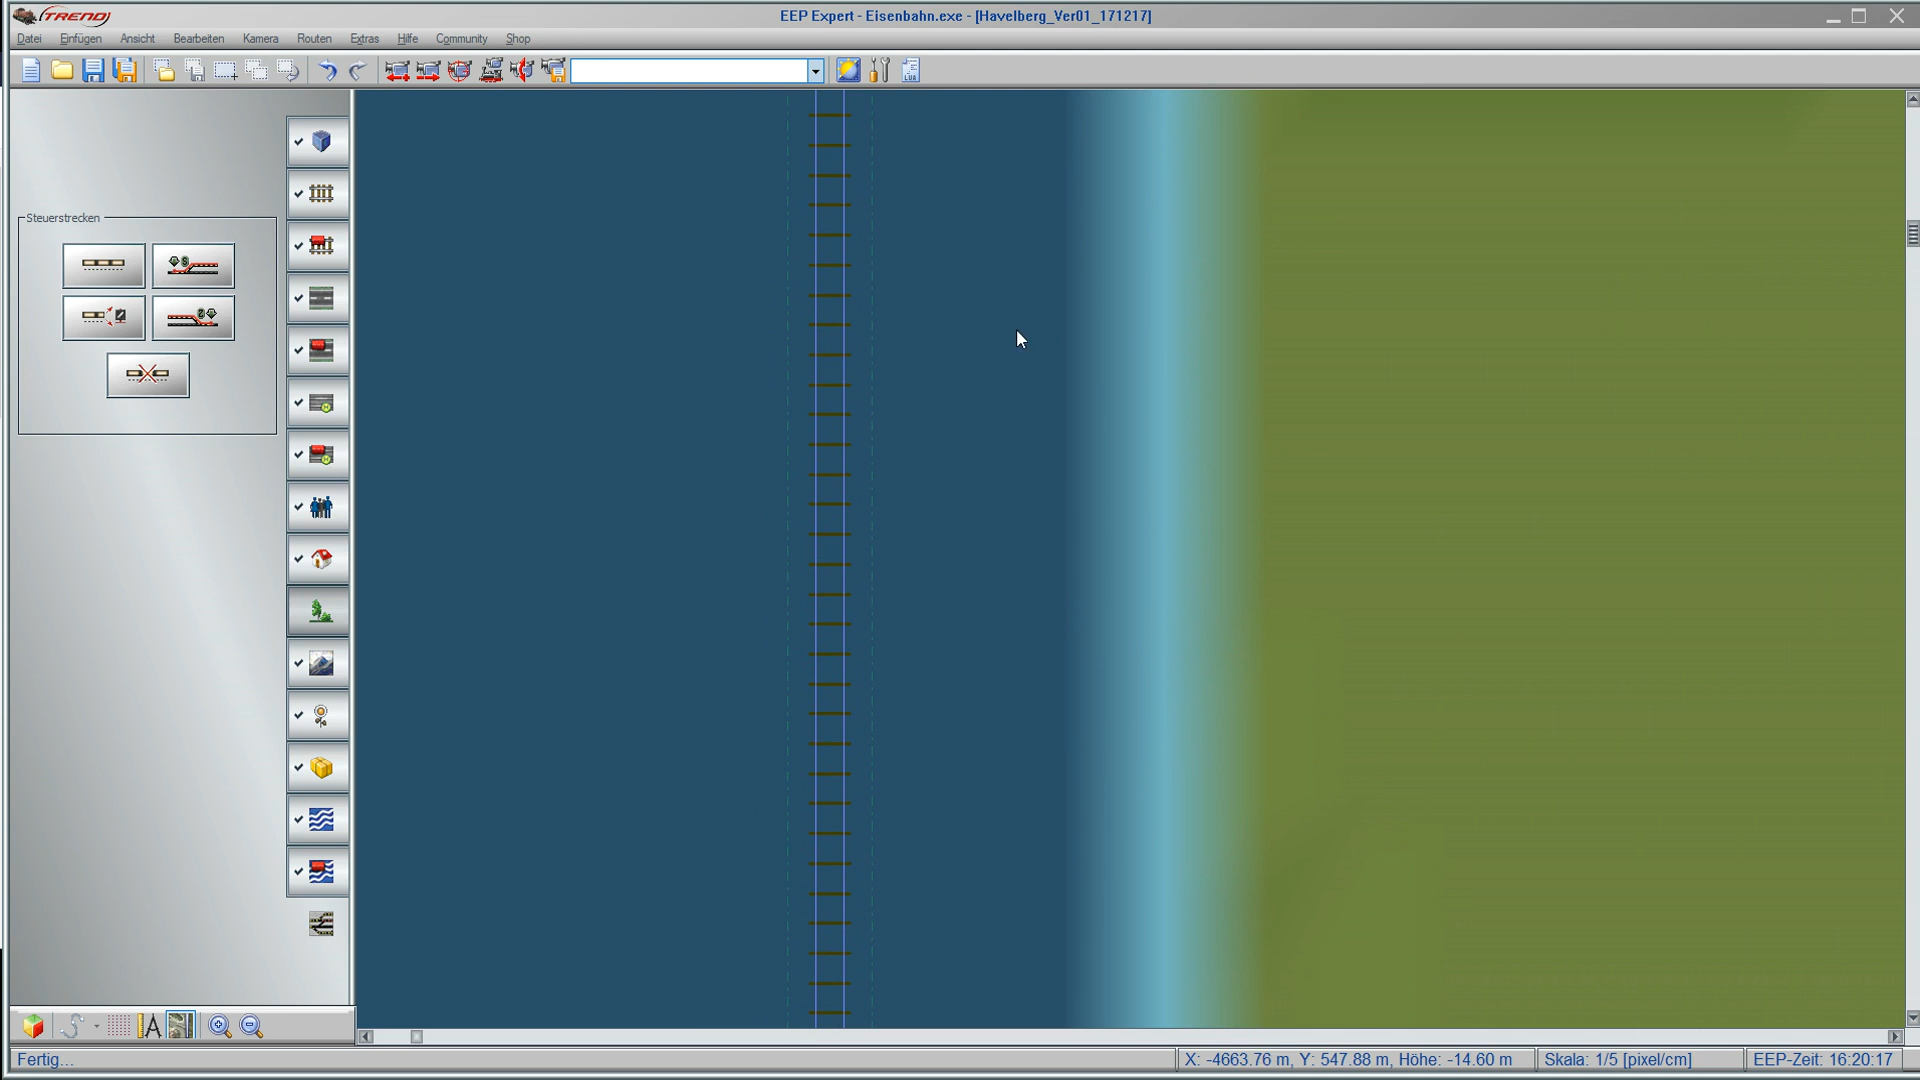 TREND
EEP Expert - Eisenbahn.exe - [Havelberg_Ver01_171217]
Datei Einfügen Ansicht Bearbeiten Kamera Routen Extras Hilfe Community Shop
LUA
Steuerstrecken
Fertig...
X: -4663.76 m, Y: 547.88 m, Höhe: -14.60 m
Skala: 1/5 [pixel/cm]
EEP-Zeit: 16:20:17